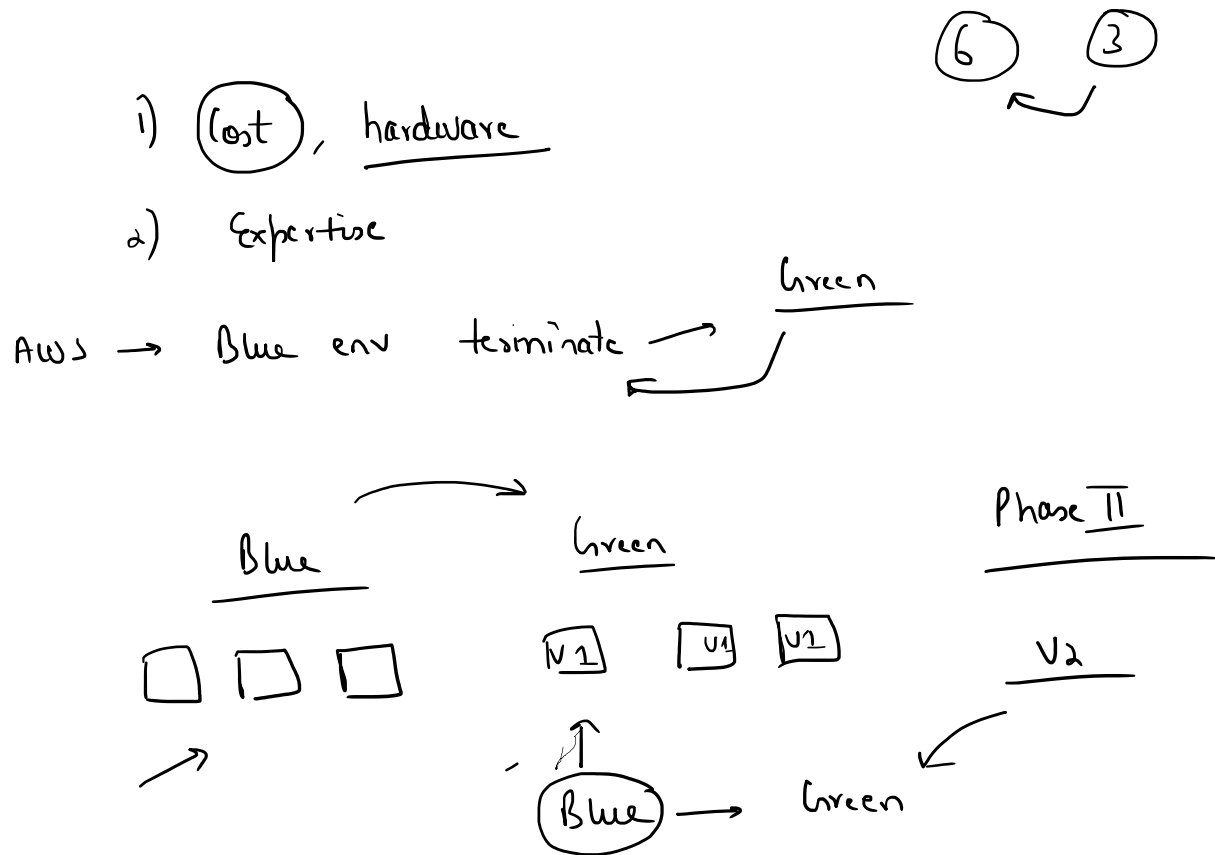 6 3
1) Cost, hardware
2) Expertise
Green
AWS → Blue env terminate
Phase II
Blue Green
V1 V1 V1 V2
Blue → Green